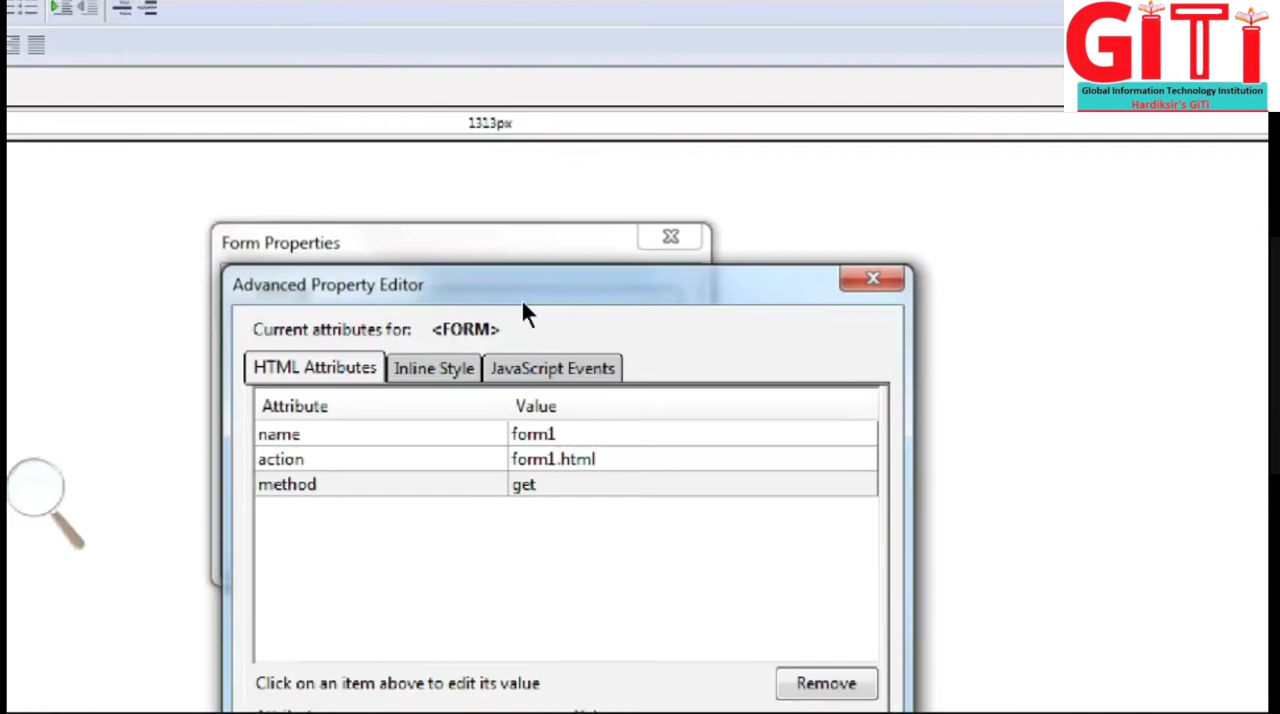 GiTi
Global Information Technology Institution
Hardiksir's GiTi
1313px
Form Properties
Advanced Property Editor
Current attributes for: <FORM>
HTML Attributes Inline Style JavaScript Events
Attribute Value
name form1
action form1.html
method get
Click on an item above to edit its value Remove